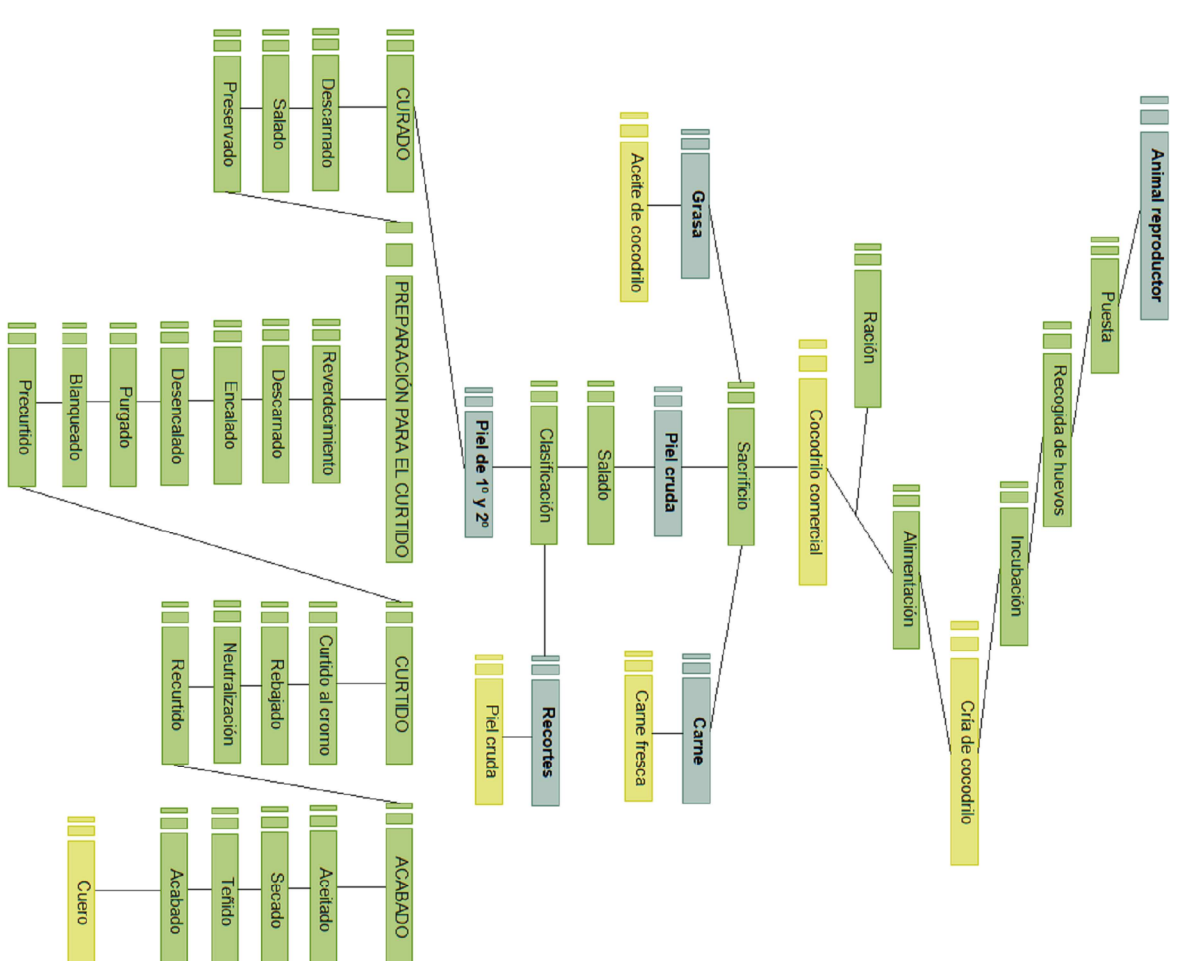 Animal reproductor
Puesta
Recogida de huevos
Incubación
Cría de cocodrilo
Alimentación
Ración
Cocodrilo comercial
Sacrificio
Grasa
Aceite de cocodrilo
Piel cruda
Carne
Carne fresca
Salado
Clasificación
Recortes
Piel cruda
Piel de 1º y 2º
CURADO
Descarnado
Salado
Preservado
PREPARACIÓN PARA EL CURTIDO
Reverdecimiento
Descarnado
Encalado
Desencalado
Purgado
Blanqueado
Precurtido
CURTIDO
Curtido al cromo
Rebajado
Neutralización
Recurtido
ACABADO
Aceitado
Secado
Teñido
Acabado
Cuero